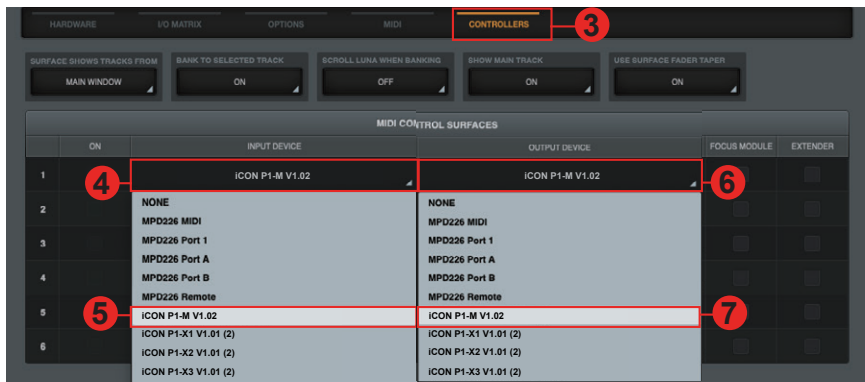 HARDWARE I/O MATRIX OPTIONS MIDI CONTROLLERS 3
SURFACE SHOWS TRACKS FROM BANK TO SELECTED TRACK SCROLL LUNA WHEN BANKING SHOW MAIN TRACK USE SURFACE FADER TAPER
MAIN WINDOW ON OFF ON ON
MIDI CONTROL SURFACES
ON INPUT DEVICE OUTPUT DEVICE FOCUS MODULE EXTENDER
1 4 iCON P1-M V1.02 iCON P1-M V1.02 6
2 NONE NONE
MPD226 MIDI MPD226 MIDI
3 MPD226 Port 1 MPD226 Port 1
MPD226 Port A MPD226 Port A
4 MPD226 Port B MPD226 Port B
MPD226 Remote MPD226 Remote
5 5 iCON P1-M V1.02 iCON P1-M V1.02 7
iCON P1-X1 V1.01 (2) iCON P1-X1 V1.01 (2)
6 iCON P1-X2 V1.01 (2) iCON P1-X2 V1.01 (2)
iCON P1-X3 V1.01 (2) iCON P1-X3 V1.01 (2)